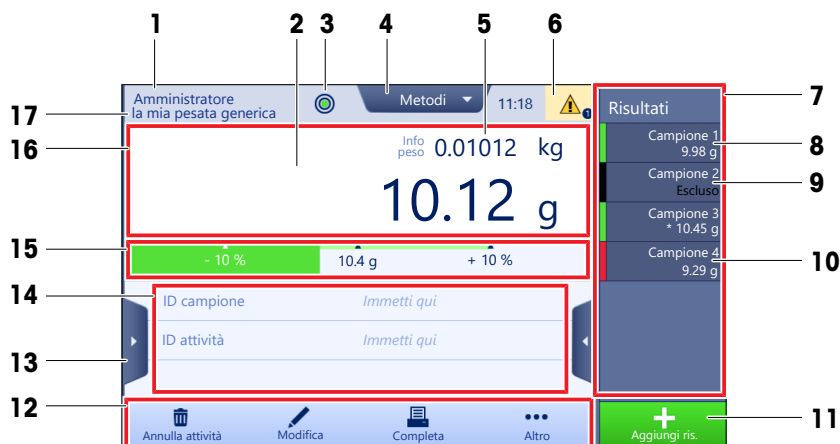 1 2 3 4 5 6
7
8
9
10
11
12
13
14
15
16
17
Amministratore
la mia pesata generica
Metodi
11:18
1
Info
peso
0.01012 kg
10.12 g
- 10 % 10.4 g + 10 %
ID campione Immetti qui
ID attività Immetti qui
Annulla attività Modifica Completa Altro
Risultati
Campione 1
9.98 g
Campione 2
Escluso
Campione 3
* 10.45 g
Campione 4
9.29 g
Aggiungi ris.